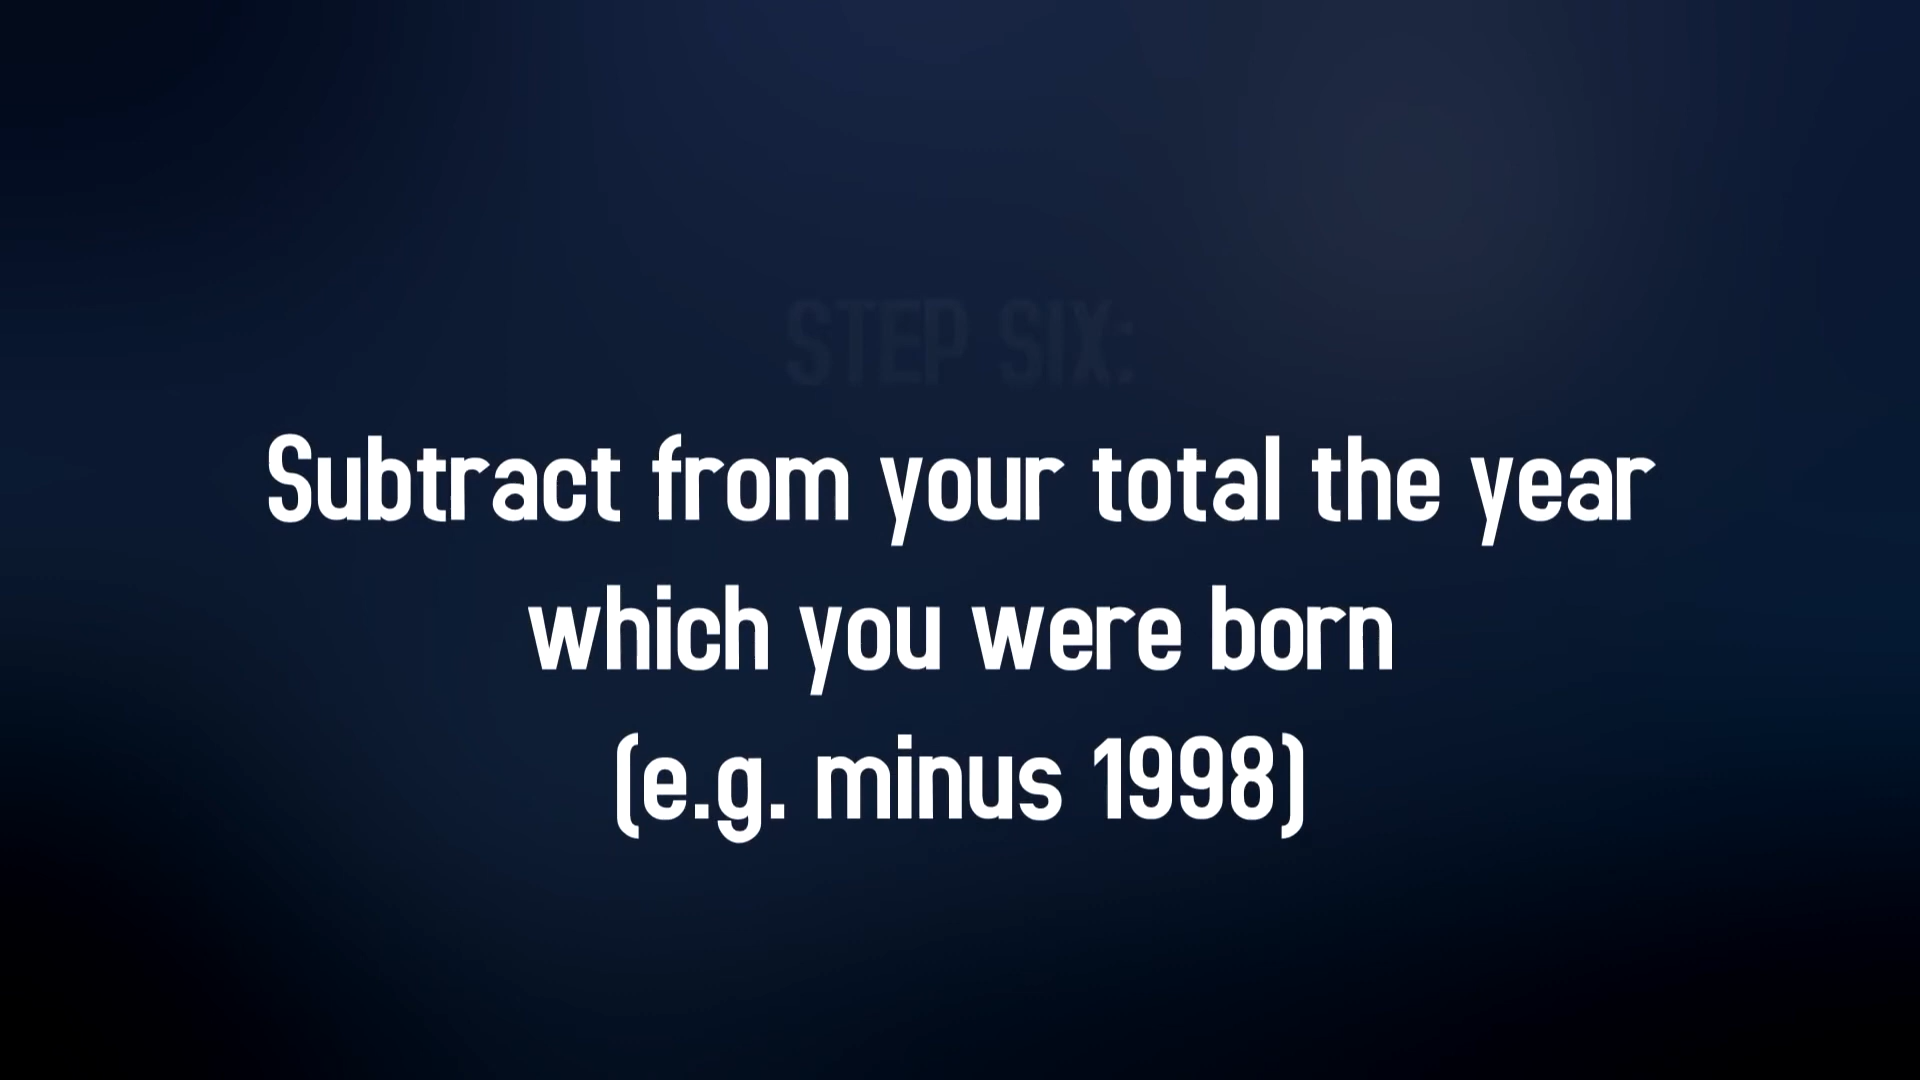 STEP SIX:
Subtract from your total the year
which you were born
(e.g. minus 1998)